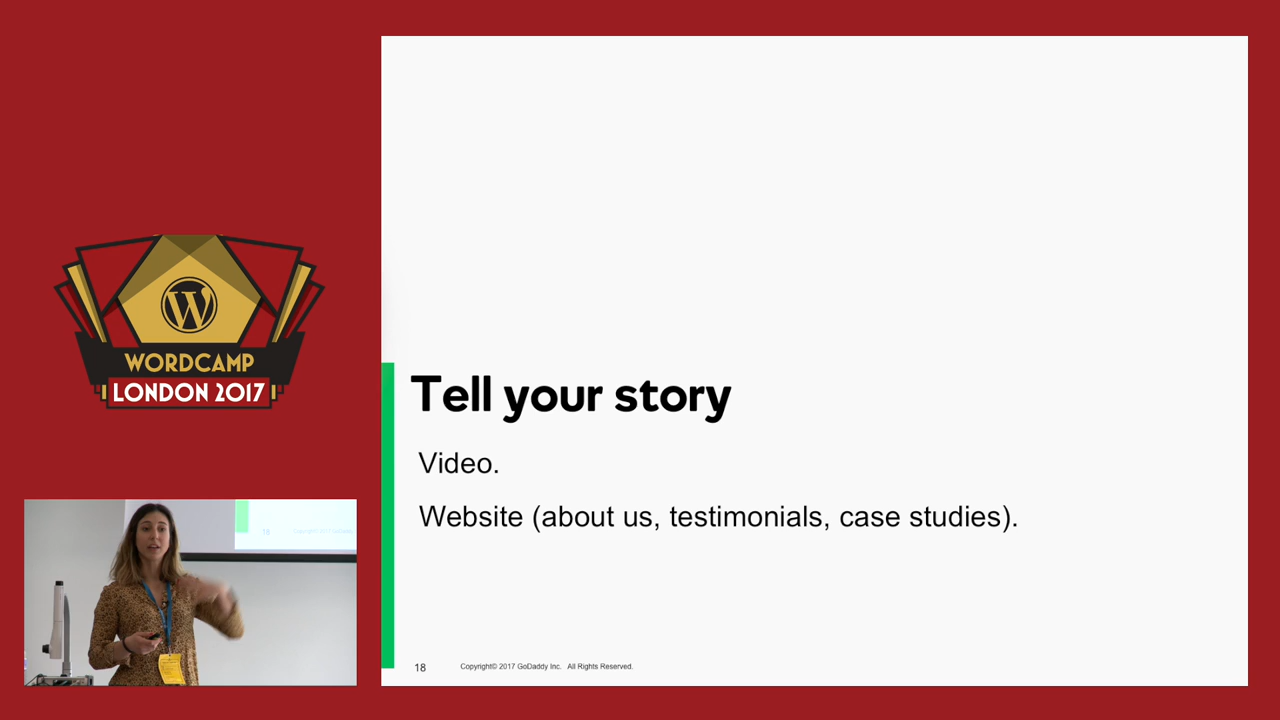 WORDCAMP
LONDON 2017
Tell your story
Video.
Website (about us, testimonials, case studies).
18
Copyright© 2017 GoDaddy Inc. All Rights Reserved.
18